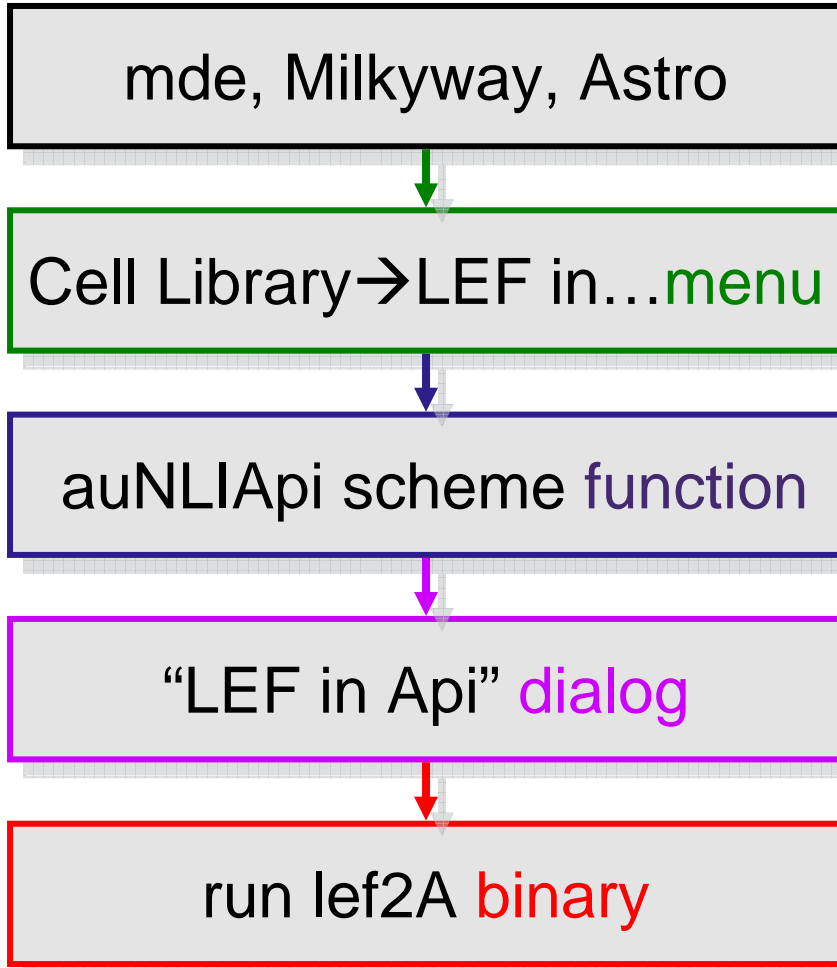 mde, Milkyway, Astro
Cell Library→LEF in…menu
auNLIApi scheme function
“LEF in Api” dialog
run lef2A binary